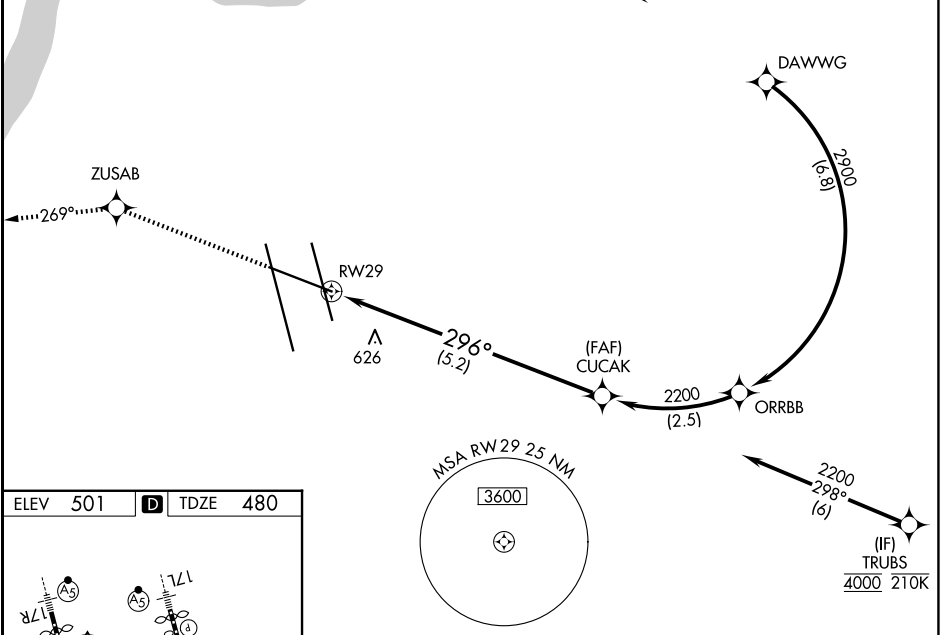 DAWWG
2900
(6.8)
ZUSAB
269°
RW29
626
296°
(5.2)
(FAF)
CUCAK
2200
(2.5)
ORRBB
MSA RW29 25 NM
3600
2200
298°
(6)
(IF)
TRUBS
4000 210K
ELEV 501 D TDZE 480
17R
A5
A5
17L
P